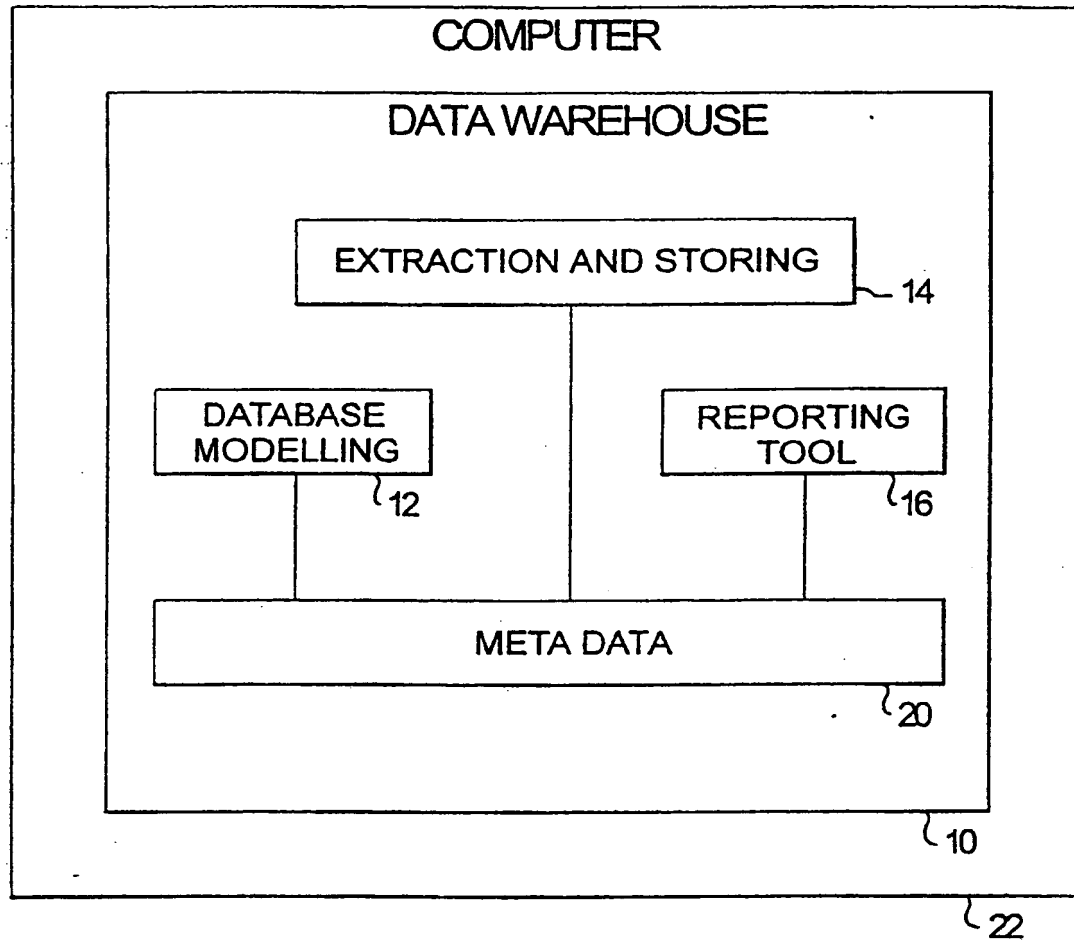 COMPUTER
DATA WAREHOUSE
EXTRACTION AND STORING
14
DATABASE
MODELLING
12
REPORTING
TOOL
16
META DATA
20
10
22